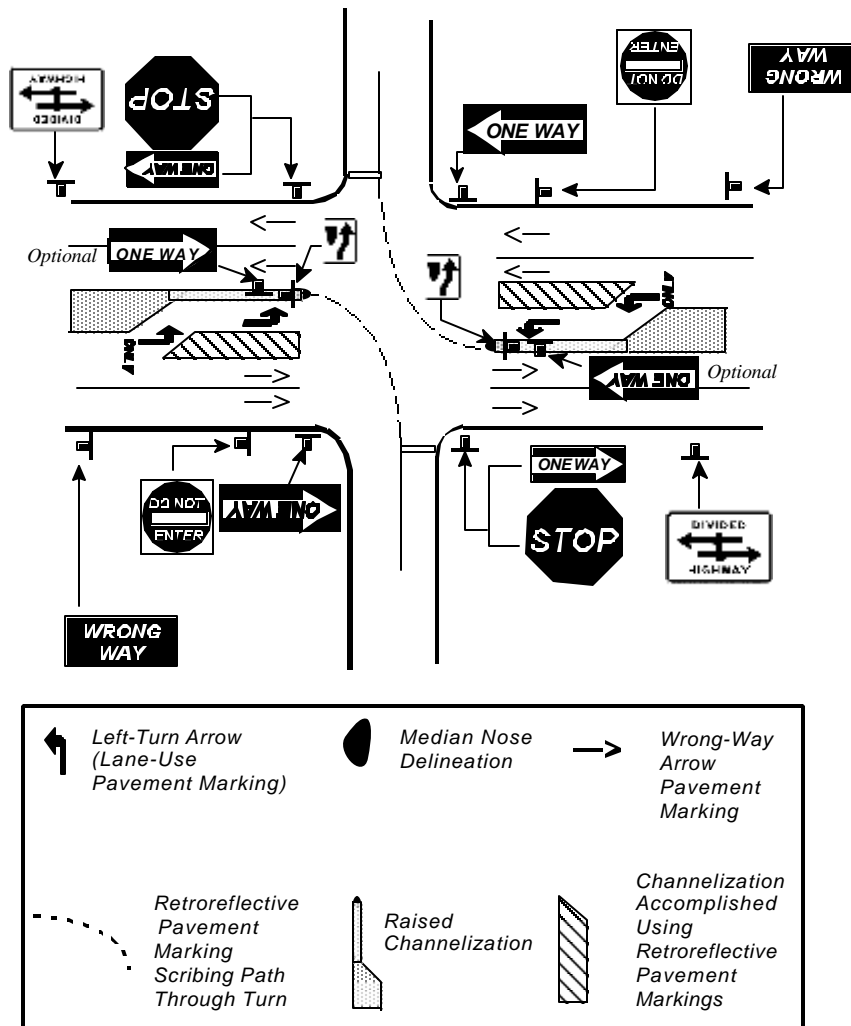 DIVIDED
HIGHWAY
STOP
ONE WAY
ONE WAY
DO NOT
ENTER
WRONG
WAY
Optional
ONE WAY
ONLY
ONLY
ONE WAY
Optional
DO NOT
ENTER
ONE WAY
ONE WAY
STOP
DIVIDED
HIGHWAY
WRONG
WAY
Left-Turn Arrow
(Lane-Use
Pavement Marking)
Median Nose
Delineation
Wrong-Way
Arrow
Pavement
Marking
Retroreflective
Pavement
Marking
Scribing Path
Through Turn
Raised
Channelization
Channelization
Accomplished
Using
Retroreflective
Pavement
Markings